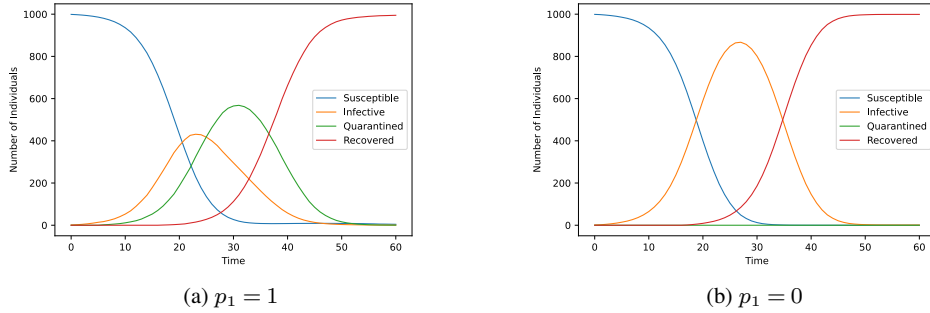 1000
800
600
400
200
0
Number of Individuals
Susceptible
Infective
Quarantined
Recovered
0 10 20 30 40 50 60
Time
(a) p₁ = 1
1000
800
600
400
200
0
Number of Individuals
Susceptible
Infective
Quarantined
Recovered
0 10 20 30 40 50 60
Time
(b) p₁ = 0